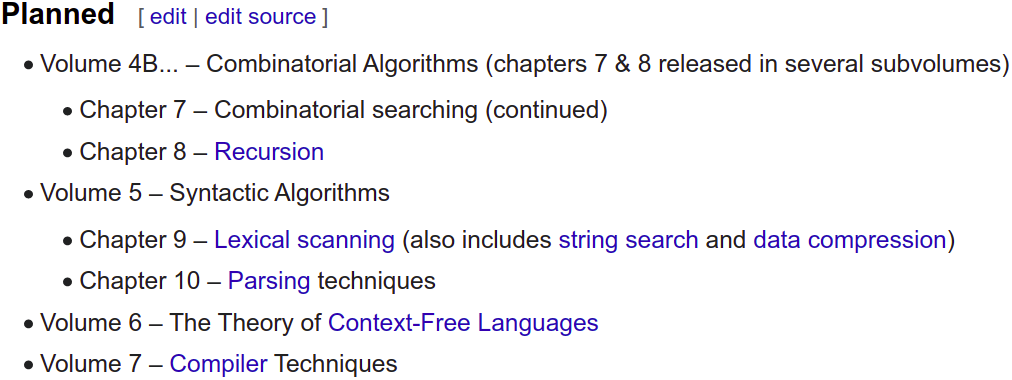 Planned [ edit | edit source ]
• Volume 4B... – Combinatorial Algorithms (chapters 7 & 8 released in several subvolumes)
• Chapter 7 – Combinatorial searching (continued)
• Chapter 8 – Recursion
• Volume 5 – Syntactic Algorithms
• Chapter 9 – Lexical scanning (also includes string search and data compression)
• Chapter 10 – Parsing techniques
• Volume 6 – The Theory of Context-Free Languages
• Volume 7 – Compiler Techniques